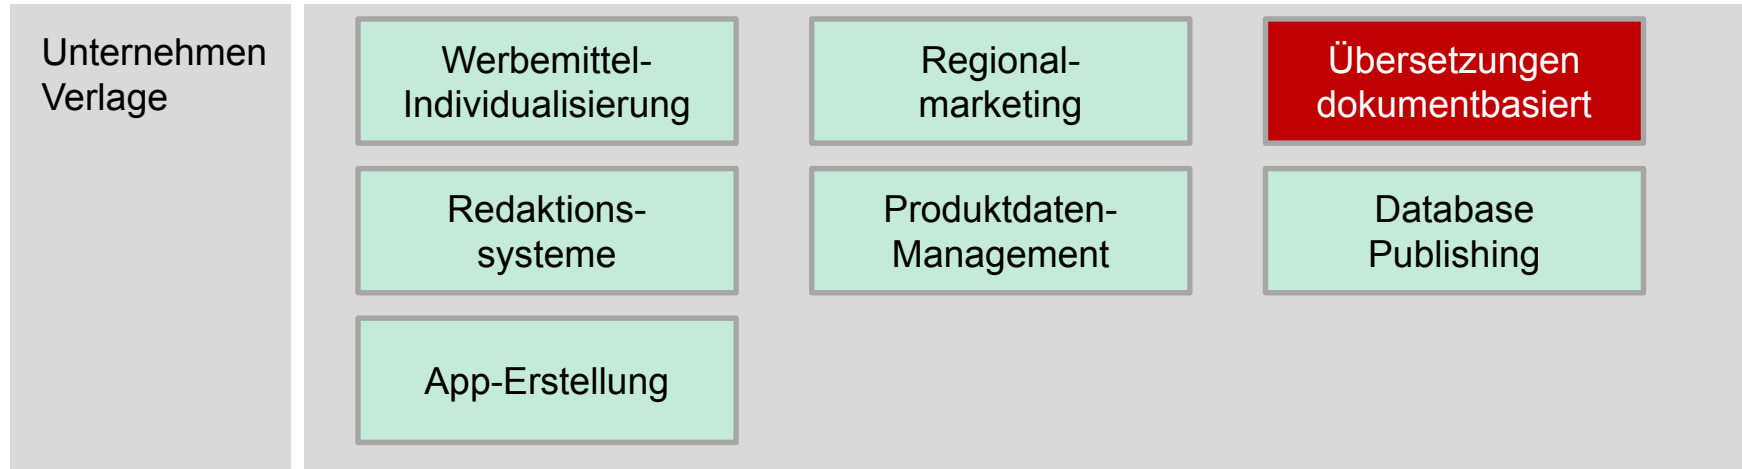 Unternehmen
Verlage
Werbemittel-
Individualisierung
Regional-
marketing
Übersetzungen
dokumentbasiert
Redaktions-
systeme
Produktdaten-
Management
Database
Publishing
App-Erstellung